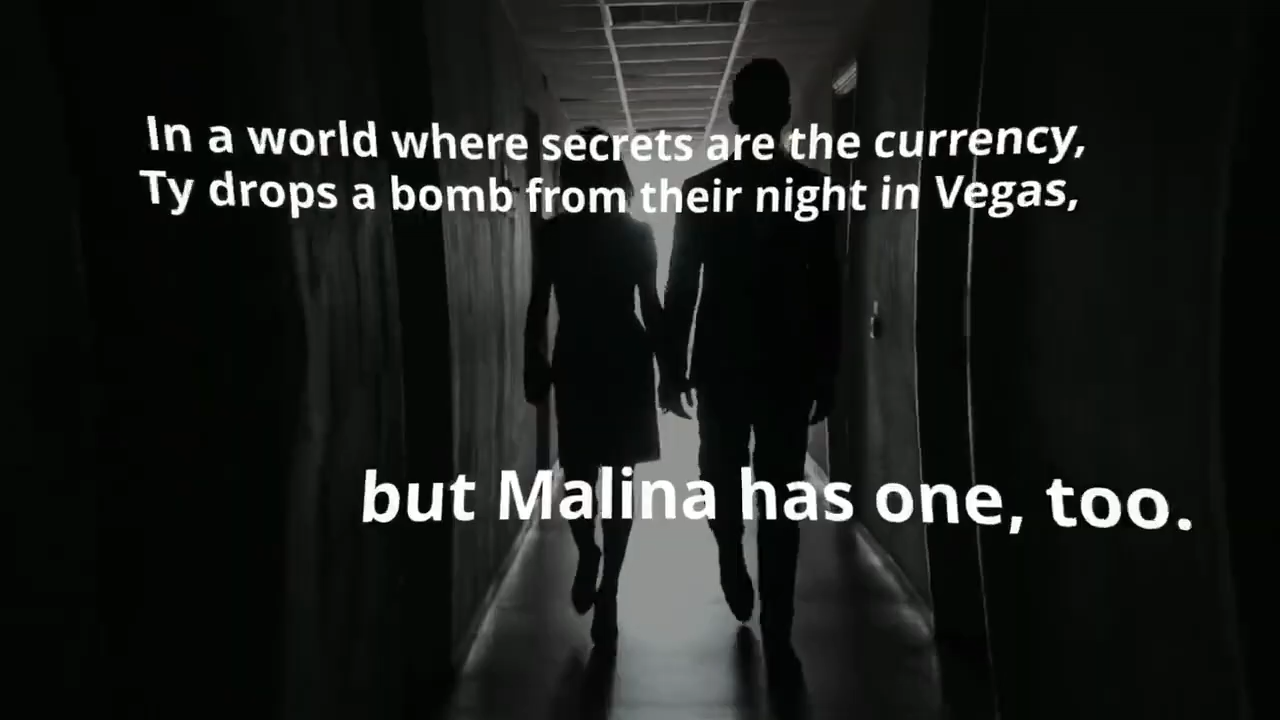 In a world where secrets are the currency,
Ty drops a bomb from their night in Vegas,
but Malina has one, too.